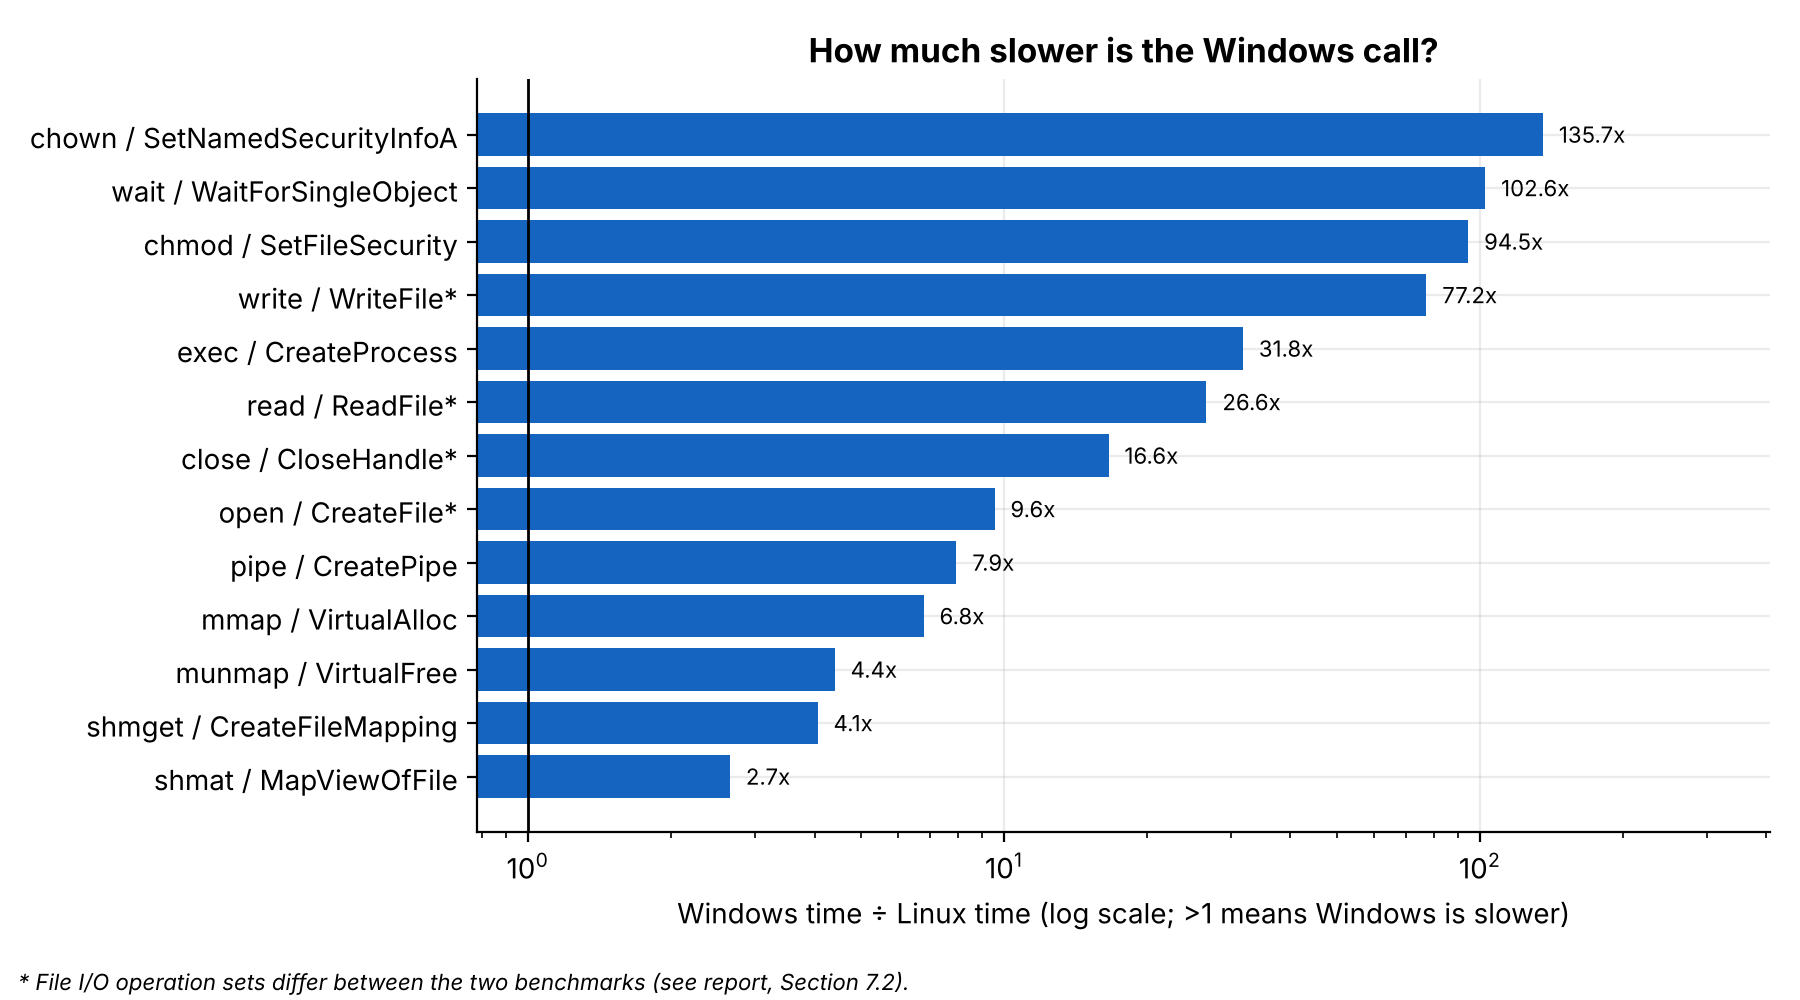 How much slower is the Windows call?
chown / SetNamedSecurityInfoA
135.7x
wait / WaitForSingleObject
102.6x
chmod / SetFileSecurity
94.5x
write / WriteFile*
77.2x
exec / CreateProcess
31.8x
read / ReadFile*
26.6x
close / CloseHandle*
16.6x
open / CreateFile*
9.6x
pipe / CreatePipe
7.9x
mmap / VirtualAlloc
6.8x
munmap / VirtualFree
4.4x
shmget / CreateFileMapping
4.1x
shmat / MapViewOfFile
2.7x
10⁰ 10¹ 10²
Windows time ÷ Linux time (log scale; >1 means Windows is slower)
* File I/O operation sets differ between the two benchmarks (see report, Section 7.2).